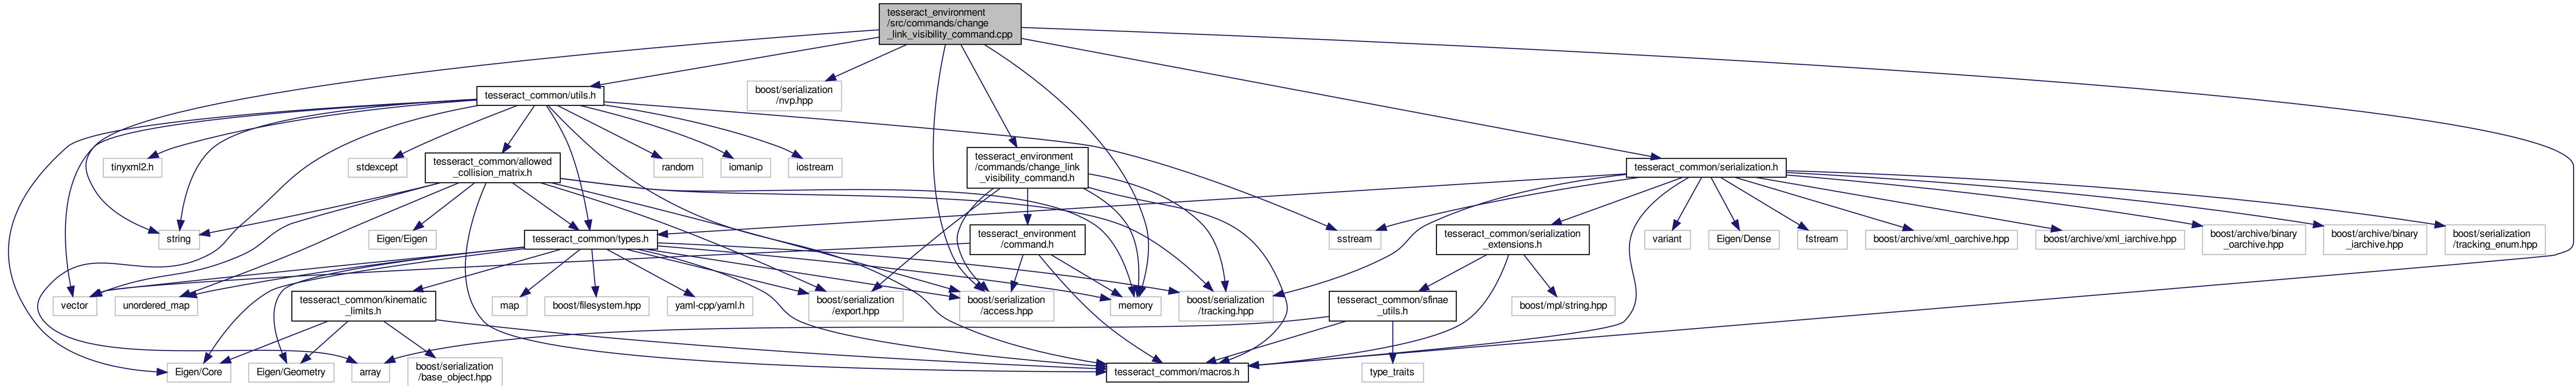 tesseract_environment
/src/commands/change
_link_visibility_command.cpp
tesseract_common/utils.h
boost/serialization
/nvp.hpp
tinyxml2.h
stdexcept
tesseract_common/allowed
_collision_matrix.h
random
iomanip
iostream
tesseract_environment
/commands/change_link
_visibility_command.h
tesseract_common/serialization.h
string
Eigen/Eigen
tesseract_common/types.h
tesseract_environment
/command.h
sstream
tesseract_common/serialization
_extensions.h
variant
Eigen/Dense
fstream
boost/archive/xml_oarchive.hpp
boost/archive/xml_iarchive.hpp
boost/archive/binary
_oarchive.hpp
boost/archive/binary
_iarchive.hpp
boost/serialization
/tracking_enum.hpp
vector
unordered_map
tesseract_common/kinematic
_limits.h
map
boost/filesystem.hpp
yaml-cpp/yaml.h
boost/serialization
/export.hpp
boost/serialization
/access.hpp
memory
boost/serialization
/tracking.hpp
tesseract_common/sfinae
_utils.h
boost/mpl/string.hpp
Eigen/Core
Eigen/Geometry
array
boost/serialization
/base_object.hpp
tesseract_common/macros.h
type_traits